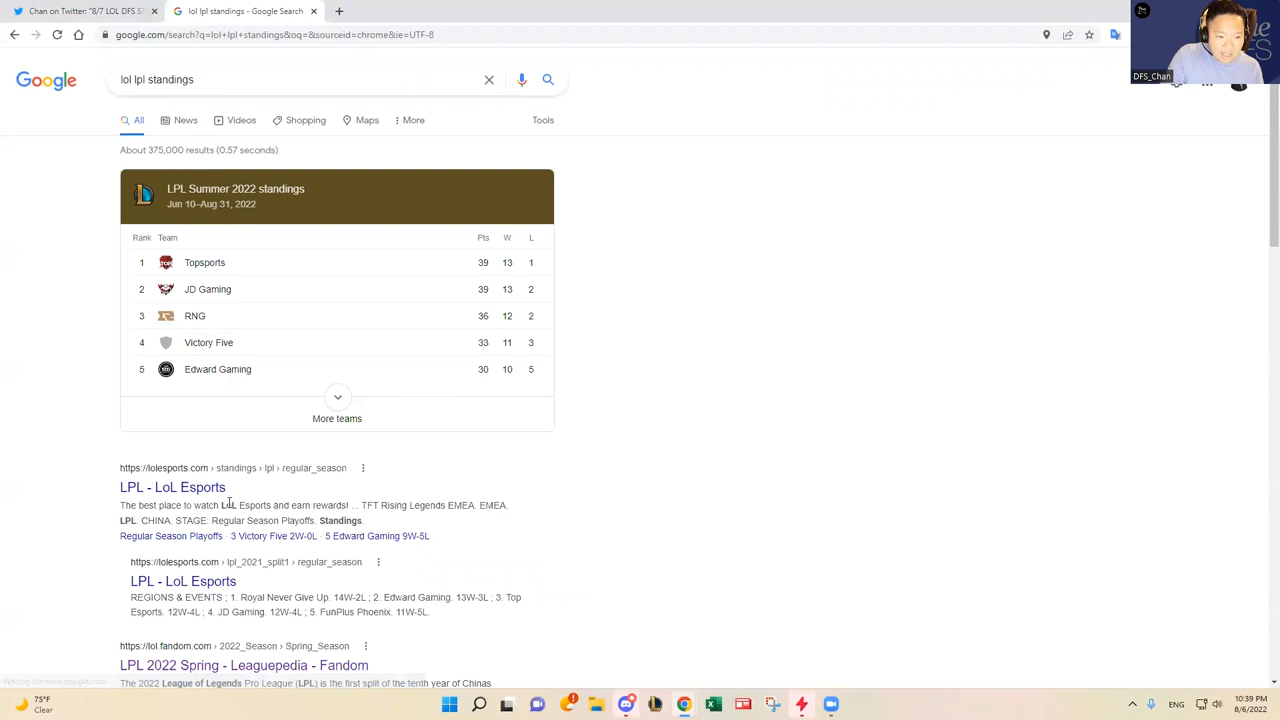 Chan on Twitter: "8/7 LOL DFS S
lol lpl standings - Google Search
google.com/search?q=lol+lpl+standings&oq=&sourceid=chrome&ie=UTF-8
DFS_Chan
Google
lol lpl standings
All
News
Videos
Shopping
Maps
More
Tools
About 375,000 results (0.57 seconds)
LPL Summer 2022 standings
Jun 10–Aug 31, 2022
Rank Team Pts W L
1 Topsports 39 13 1
2 JD Gaming 39 13 2
3 RNG 36 12 2
4 Victory Five 33 11 3
5 Edward Gaming 30 10 5
More teams
https://lolesports.com › standings › lpl › regular_season
LPL - LoL Esports
The best place to watch LoL Esports and earn rewards! ... TFT Rising Legends EMEA. EMEA.
LPL. CHINA. STAGE: Regular Season Playoffs. Standings.
Regular Season Playoffs · 3 Victory Five 2W-0L · 5 Edward Gaming 9W-5L
https://lolesports.com › lpl_2021_split1 › regular_season
LPL - LoL Esports
REGIONS & EVENTS ; 1. Royal Never Give Up. 14W-2L ; 2. Edward Gaming. 13W-3L ; 3. Top
Esports. 12W-4L ; 4. JD Gaming. 12W-4L ; 5. FunPlus Phoenix. 11W-5L.
https://lol.fandom.com › 2022_Season › Spring_Season
LPL 2022 Spring - Leaguepedia - Fandom
The 2022 League of Legends Pro League (LPL) is the first split of the tenth year of Chinas
Waiting for www.google.com...
75°F
Clear
ENG
10:39 PM
8/6/2022